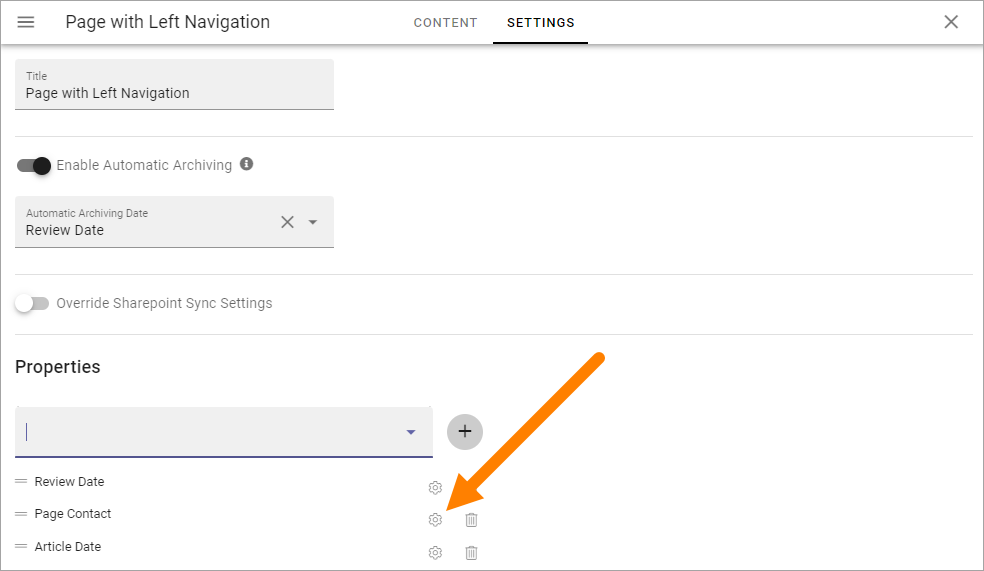 Page with Left Navigation
CONTENT
SETTINGS
Title
Page with Left Navigation
Enable Automatic Archiving
Automatic Archiving Date
Review Date
Override Sharepoint Sync Settings
Properties
Review Date
Page Contact
Article Date